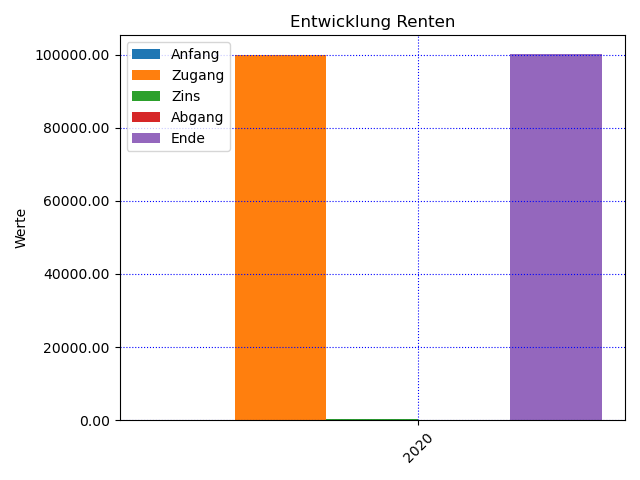 Entwicklung Renten
100000.00
80000.00
60000.00
40000.00
20000.00
0.00
Werte
Anfang
Zugang
Zins
Abgang
Ende
2020